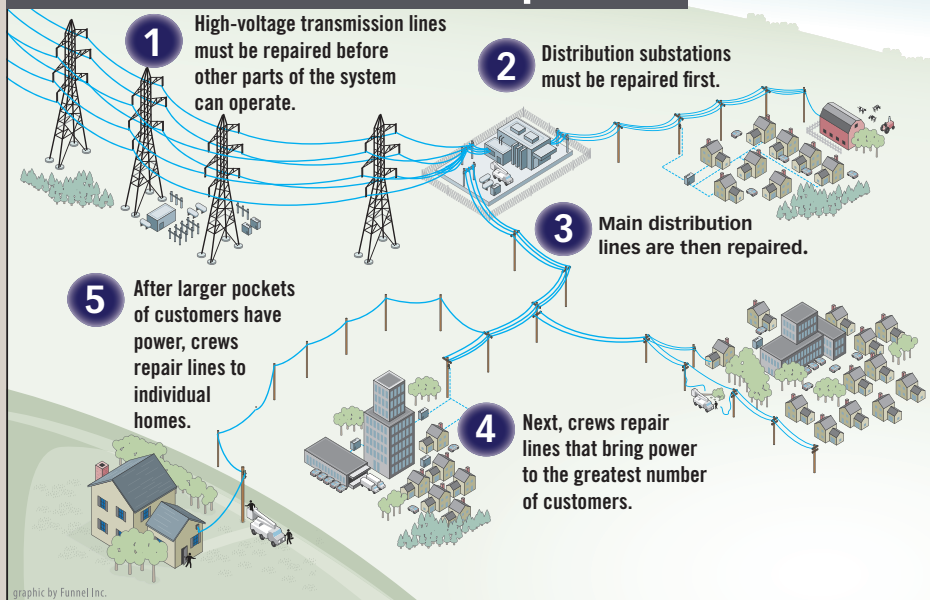 1
High-voltage transmission lines
must be repaired before
other parts of the system
can operate.
2
Distribution substations
must be repaired first.
3
Main distribution
lines are then repaired.
4
Next, crews repair
lines that bring power
to the greatest number
of customers.
5
After larger pockets
of customers have
power, crews
repair lines to
individual
homes.
graphic by Funnel Inc.